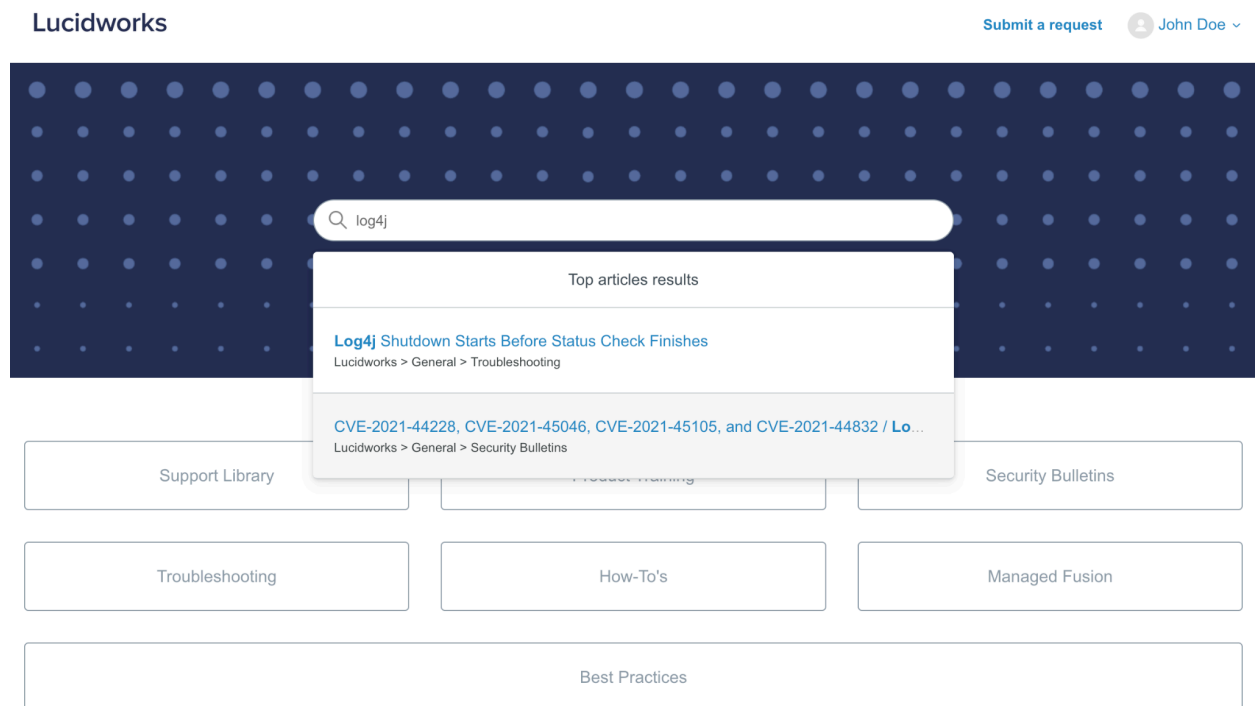 Lucidworks
Submit a request
John Doe
log4j
Top articles results
Log4j Shutdown Starts Before Status Check Finishes
Lucidworks > General > Troubleshooting
CVE-2021-44228, CVE-2021-45046, CVE-2021-45105, and CVE-2021-44832 / Lo...
Lucidworks > General > Security Bulletins
Support Library
Product Training
Security Bulletins
Troubleshooting
How-To's
Managed Fusion
Best Practices